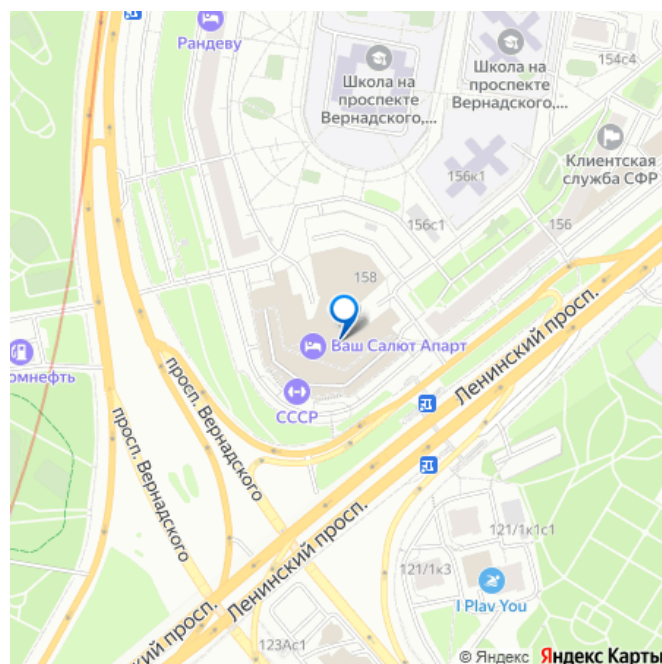 Рандеву
Школа на
проспекте
Вернадского,...
Школа на
проспекте
Вернадского,...
154с4
Клиентская
служба СФР
156к1
156с1
156
158
Ваш Салют Апарт
СССР
омнефть
просп. Вернадского
просп. Вернадского
Ленинский просп.
Ленинский просп.
ский просп.
121/1к1с1
121/1к3
I Play You
123Ас1
© Яндекс Яндекс Карты